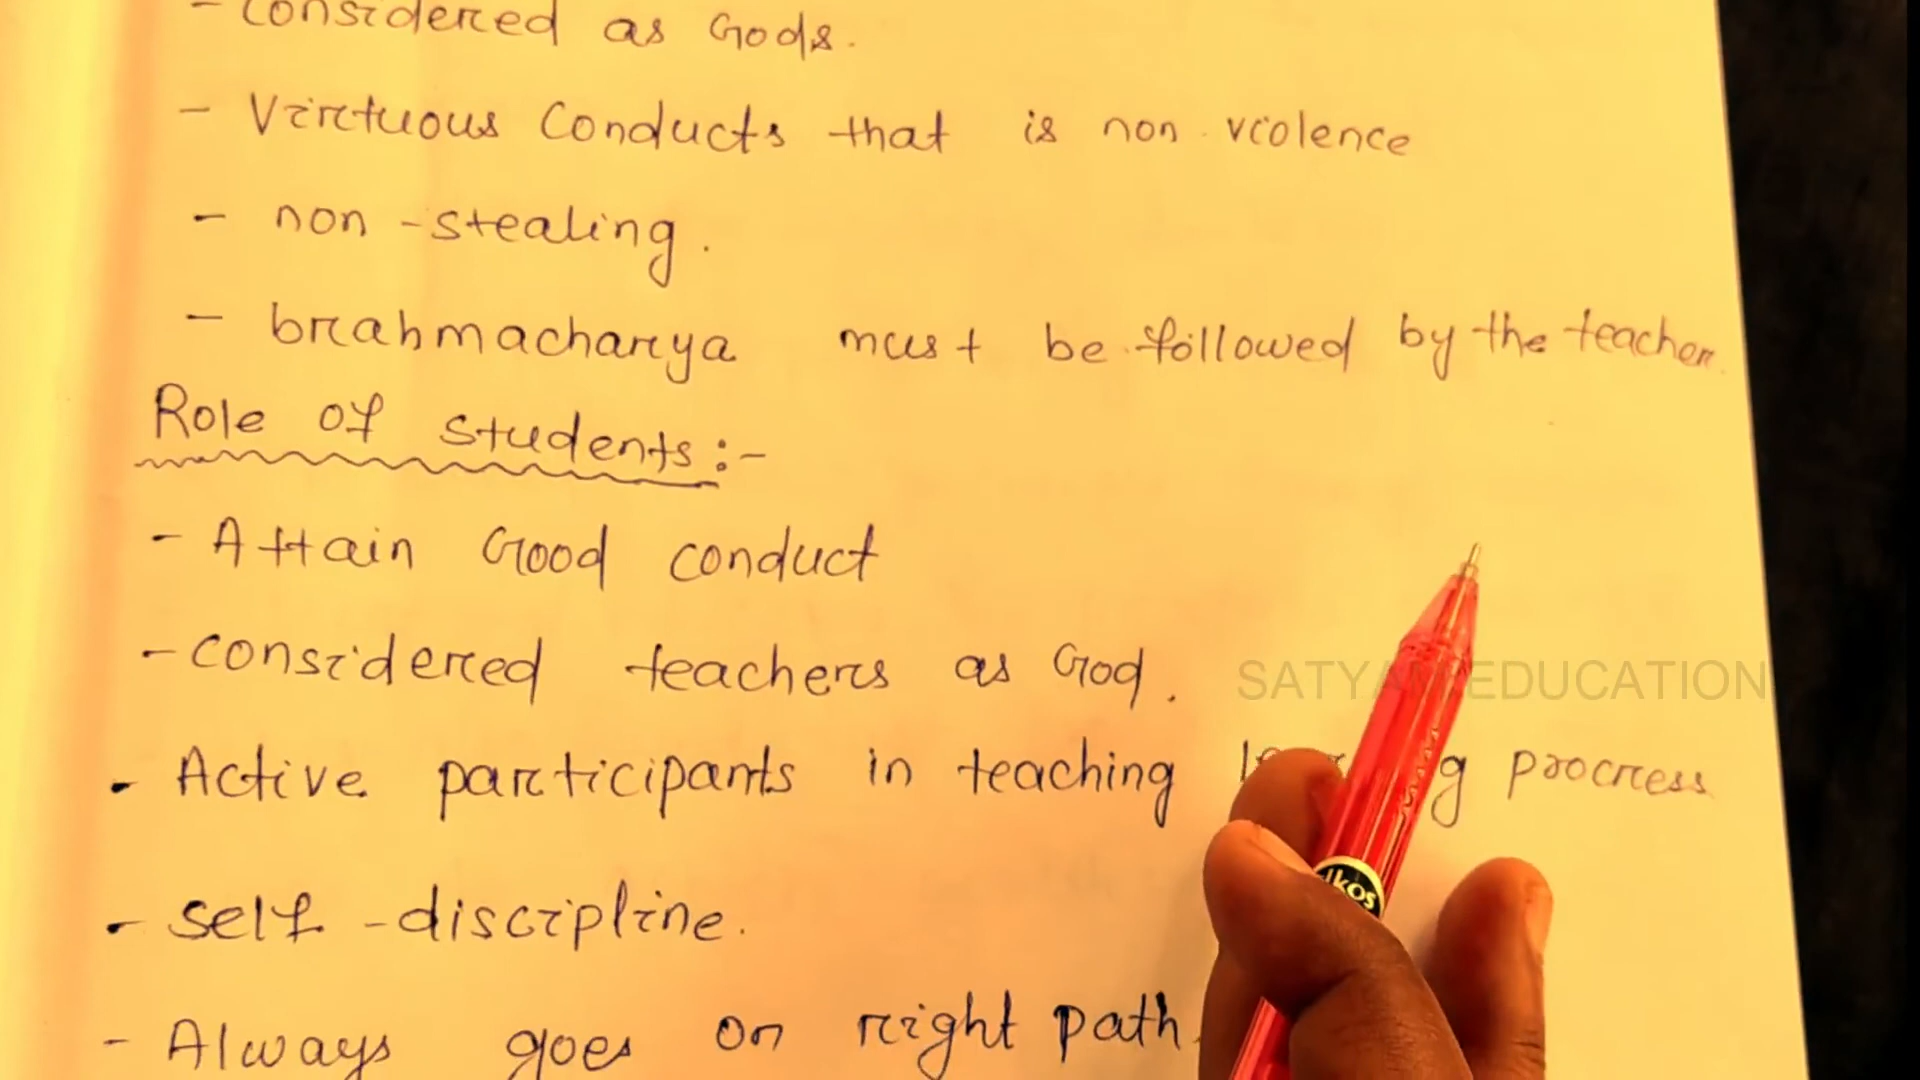 - Considered as Gods.
- Virtuous Conducts that is non violence
- non-stealing.
- brahmacharya must be followed by the teacher
Role of students:-
- Attain Good conduct
- considered teachers as God.
SATYAM EDUCATION
- Active participants in teaching process
- self-discipline.
- Always goes on right path.